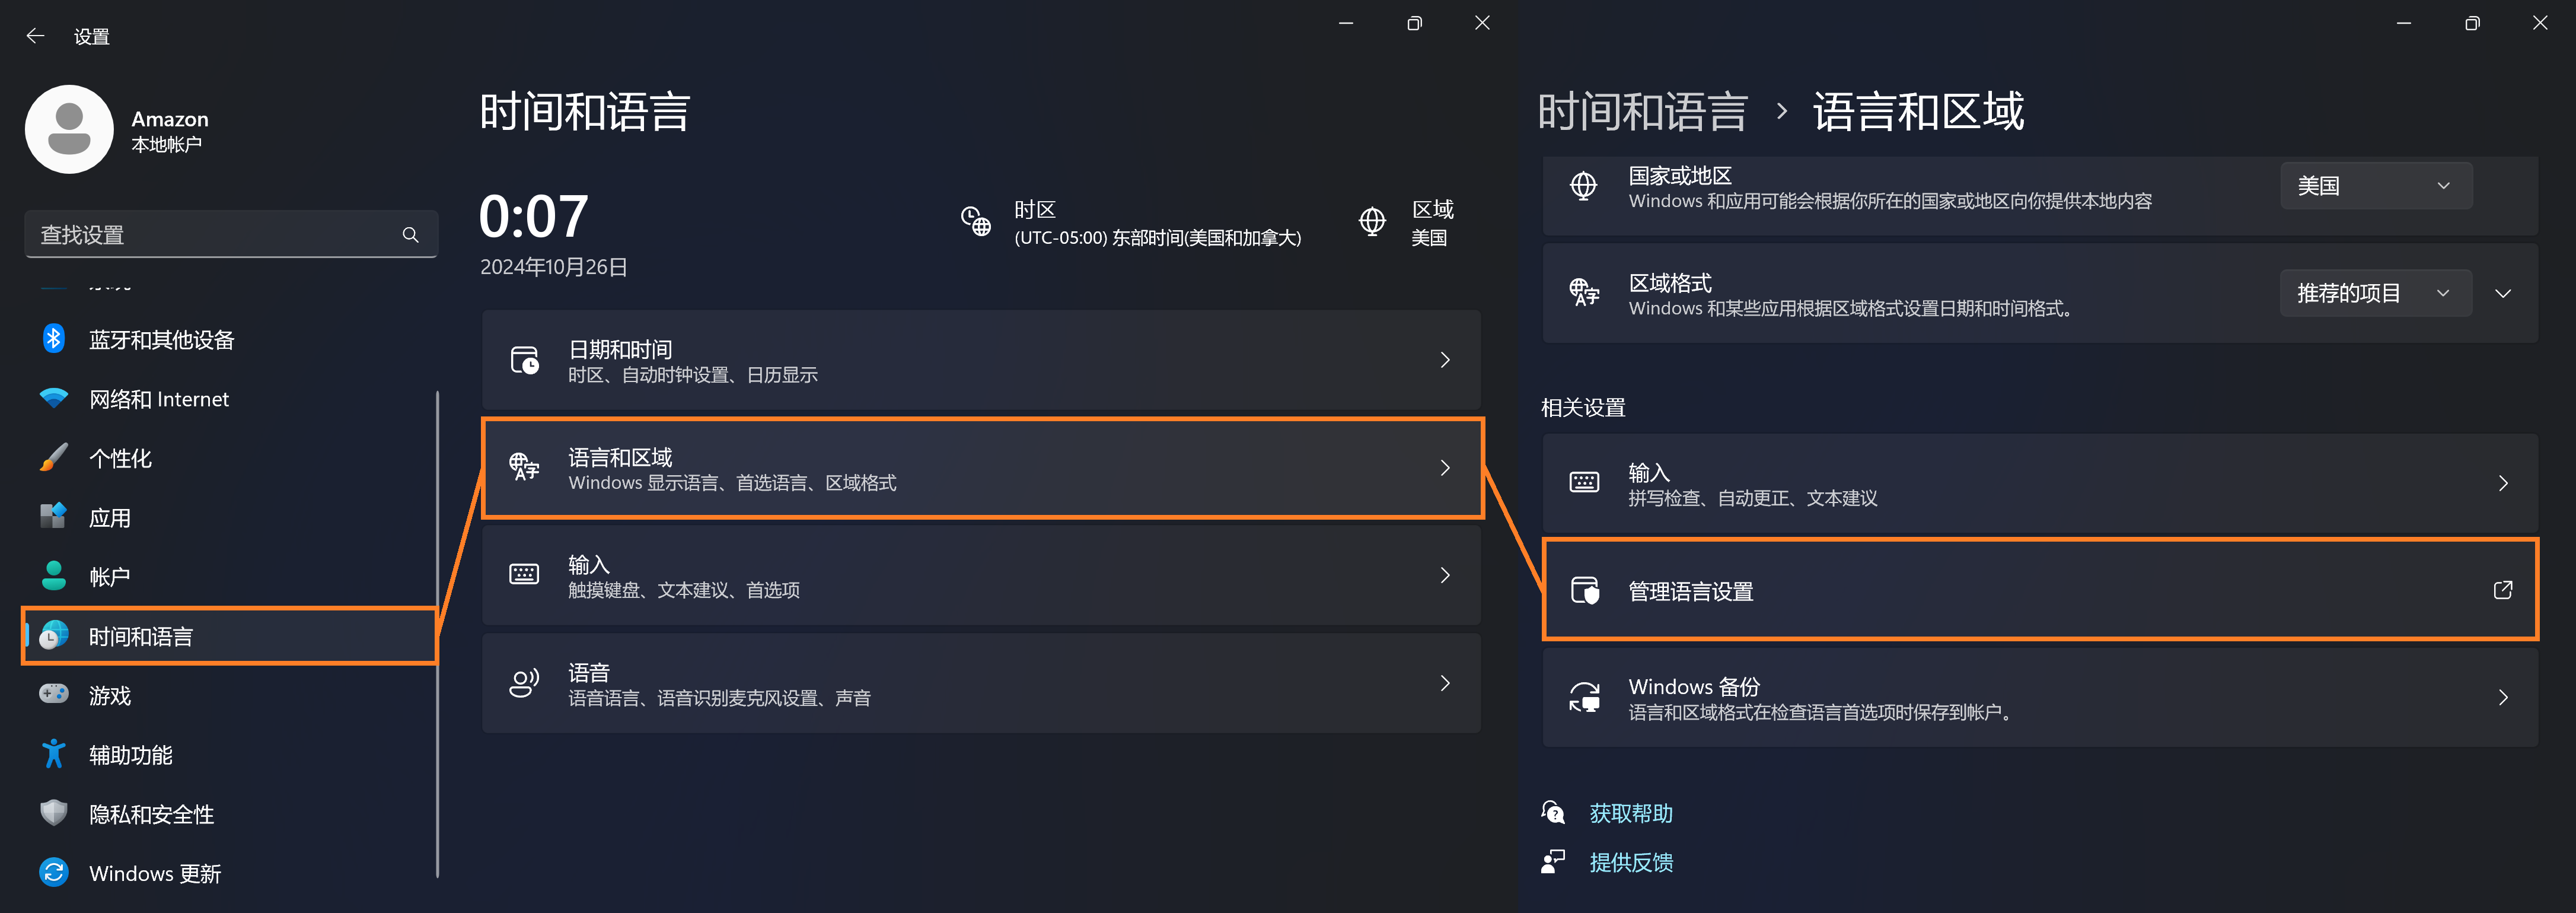 设置
Amazon
本地帐户
查找设置
蓝牙和其他设备
网络和 Internet
个性化
应用
帐户
时间和语言
游戏
辅助功能
隐私和安全性
Windows 更新
时间和语言
0:07
2024年10月26日
时区
(UTC-05:00) 东部时间(美国和加拿大)
区域
美国
日期和时间
时区、自动时钟设置、日历显示
语言和区域
Windows 显示语言、首选语言、区域格式
输入
触摸键盘、文本建议、首选项
语音
语音语言、语音识别麦克风设置、声音
时间和语言 › 语言和区域
国家或地区
Windows 和应用可能会根据你所在的国家或地区向你提供本地内容
美国
区域格式
Windows 和某些应用根据区域格式设置日期和时间格式。
推荐的项目
相关设置
输入
拼写检查、自动更正、文本建议
管理语言设置
Windows 备份
语言和区域格式在检查语言首选项时保存到帐户。
获取帮助
提供反馈